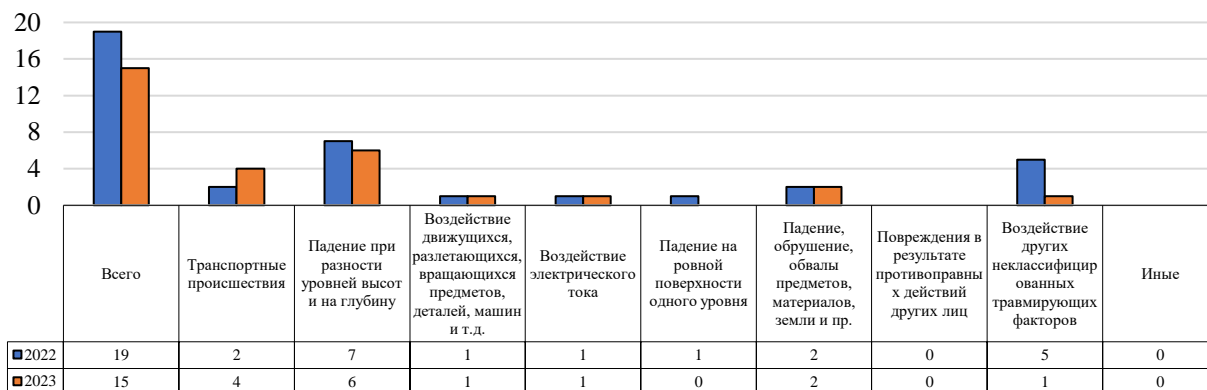 20
16
12
8
4
0
Всего
Транспортные
происшествия
Падение при
разности
уровней высот
и на глубину
Воздействие
движущихся,
разлетающихся,
вращающихся
предметов,
деталей, машин
и т.д.
Воздействие
электрического
тока
Падение на
ровной
поверхности
одного уровня
Падение,
обрушение,
обвалы
предметов,
материалов,
земли и пр.
Повреждения в
результате
противоправны
х действий
других лиц
Воздействие
других
неклассифицир
ованных
травмирующих
факторов
Иные
2022 19 2 7 1 1 1 2 0 5 0
2023 15 4 6 1 1 0 2 0 1 0